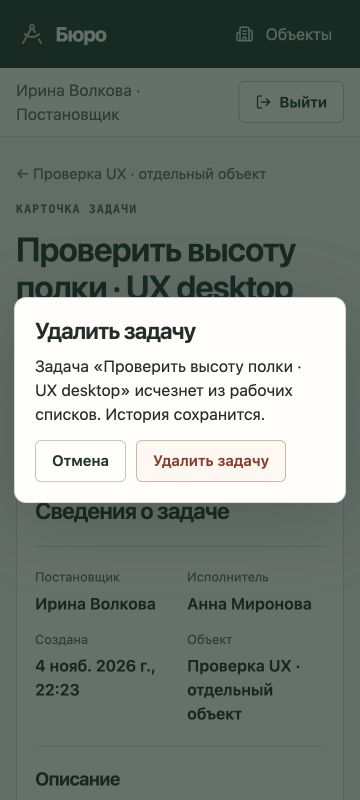 Бюро
Объекты
Ирина Волкова ·
Постановщик
Выйти
← Проверка UX · отдельный объект
КАРТОЧКА ЗАДАЧИ
Проверить высоту
полки · UX desktop
Удалить задачу
Задача «Проверить высоту полки ·
UX desktop» исчезнет из рабочих
списков. История сохранится.
Отмена
Удалить задачу
Сведения о задаче
Постановщик
Исполнитель
Ирина Волкова
Анна Миронова
Создана
Объект
4 нояб. 2026 г.,
22:23
Проверка UX ·
отдельный
объект
Описание